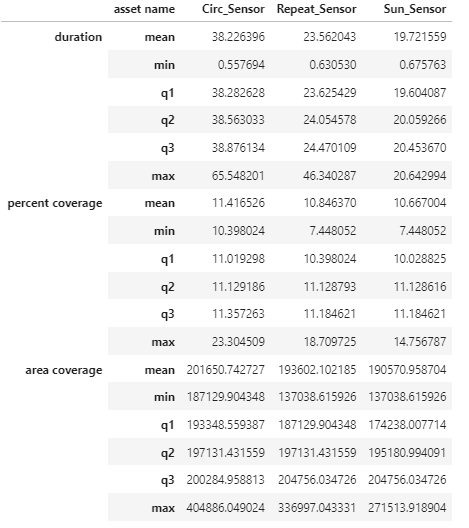 asset name Circ_Sensor Repeat_Sensor Sun_Sensor
duration mean 38.226396 23.562043 19.721559
min 0.557694 0.630530 0.675763
q1 38.282628 23.625429 19.604087
q2 38.563033 24.054578 20.059266
q3 38.876134 24.470109 20.453670
max 65.548201 46.340287 20.642994
percent coverage mean 11.416526 10.846370 10.667004
min 10.398024 7.448052 7.448052
q1 11.019298 10.398024 10.028825
q2 11.129186 11.128793 11.128616
q3 11.357263 11.184621 11.184621
max 23.304509 18.709725 14.756787
area coverage mean 201650.742727 193602.102185 190570.958704
min 187129.904348 137038.615926 137038.615926
q1 193348.559387 187129.904348 174238.007714
q2 197131.431559 197131.431559 195180.994091
q3 200284.958813 204756.034726 204756.034726
max 404886.049024 336997.043331 271513.918904